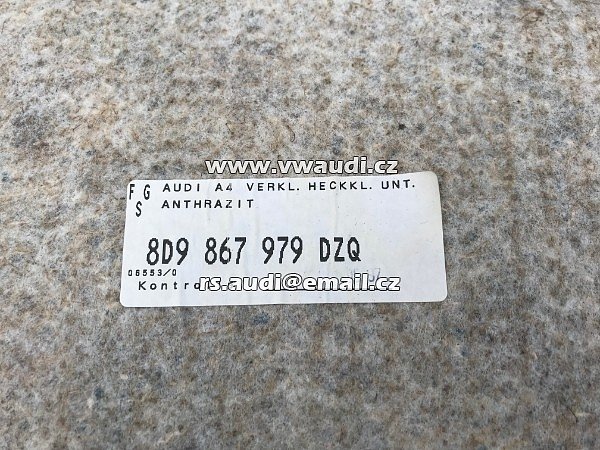 www.vwaudi.cz
F G AUDI A4 VERKL. HECKKL. UNT.
S ANTHRAZIT
8D9 867 979 DZQ
06553/0
rs.audi@email.cz